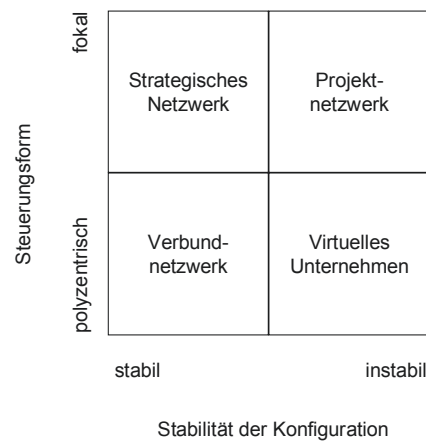 fokal
Strategisches
Netzwerk
Projekt-
netzwerk
Steuerungsform
polyzentrisch
Verbund-
netzwerk
Virtuelles
Unternehmen
stabil
instabil
Stabilität der Konfiguration